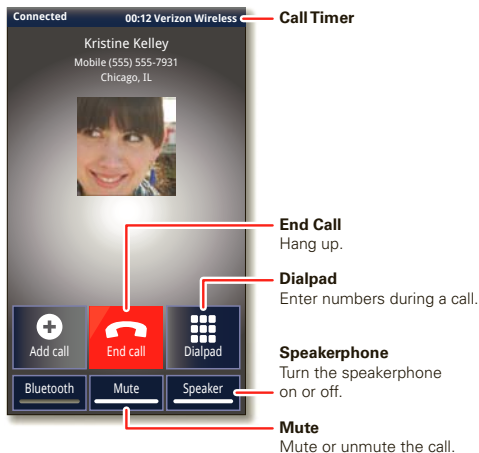 Connected 00:12 Verizon Wireless
Call Timer
Kristine Kelley
Mobile (555) 555-7931
Chicago, IL
End Call
Hang up.
Dialpad
Enter numbers during a call.
Add call
End call
Dialpad
Speakerphone
Turn the speakerphone
on or off.
Bluetooth
Mute
Speaker
Mute
Mute or unmute the call.